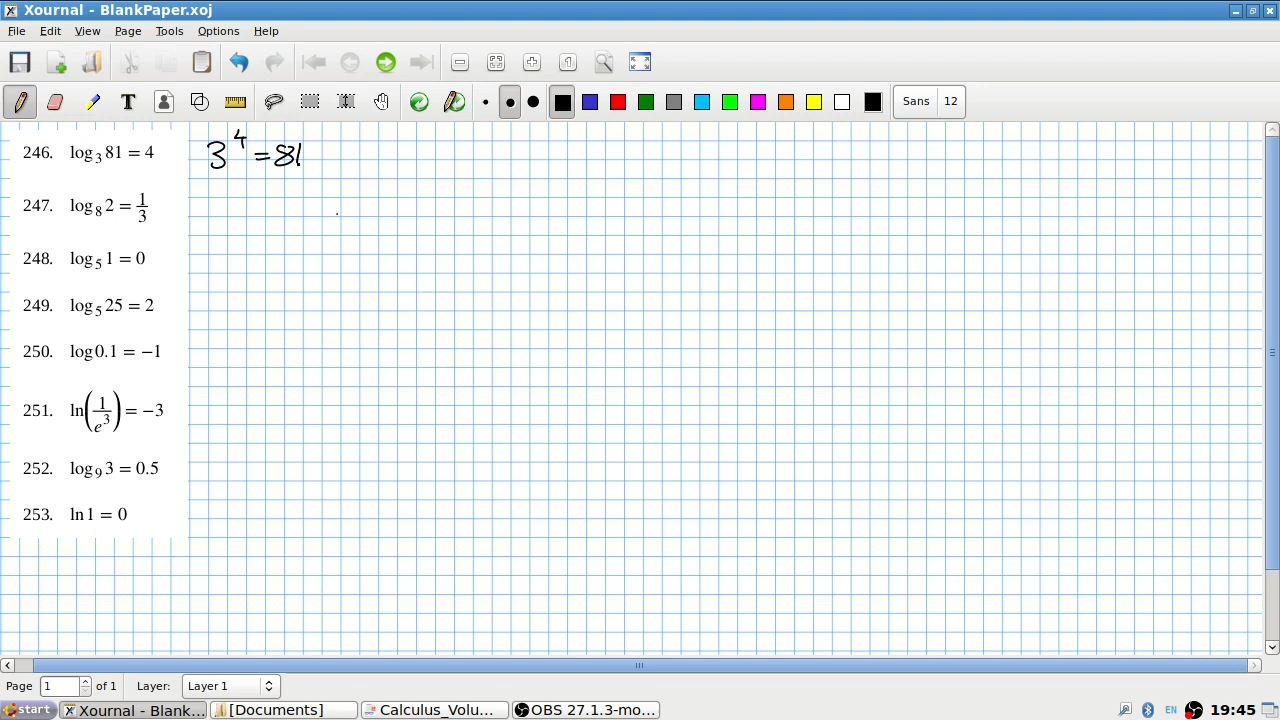 Xournal - BlankPaper.xoj
File Edit View Page Tools Options Help
Sans 12
246. log₃ 81 = 4 3⁴ = 81
247. log₈ 2 = 1/3
248. log₅ 1 = 0
249. log₅ 25 = 2
250. log 0.1 = −1
251. ln(1/e³) = −3
252. log₉ 3 = 0.5
253. ln 1 = 0
Page 1 of 1 Layer: Layer 1
start Xournal - Blank... [Documents] Calculus_Volu... OBS 27.1.3-mo... EN 19:45